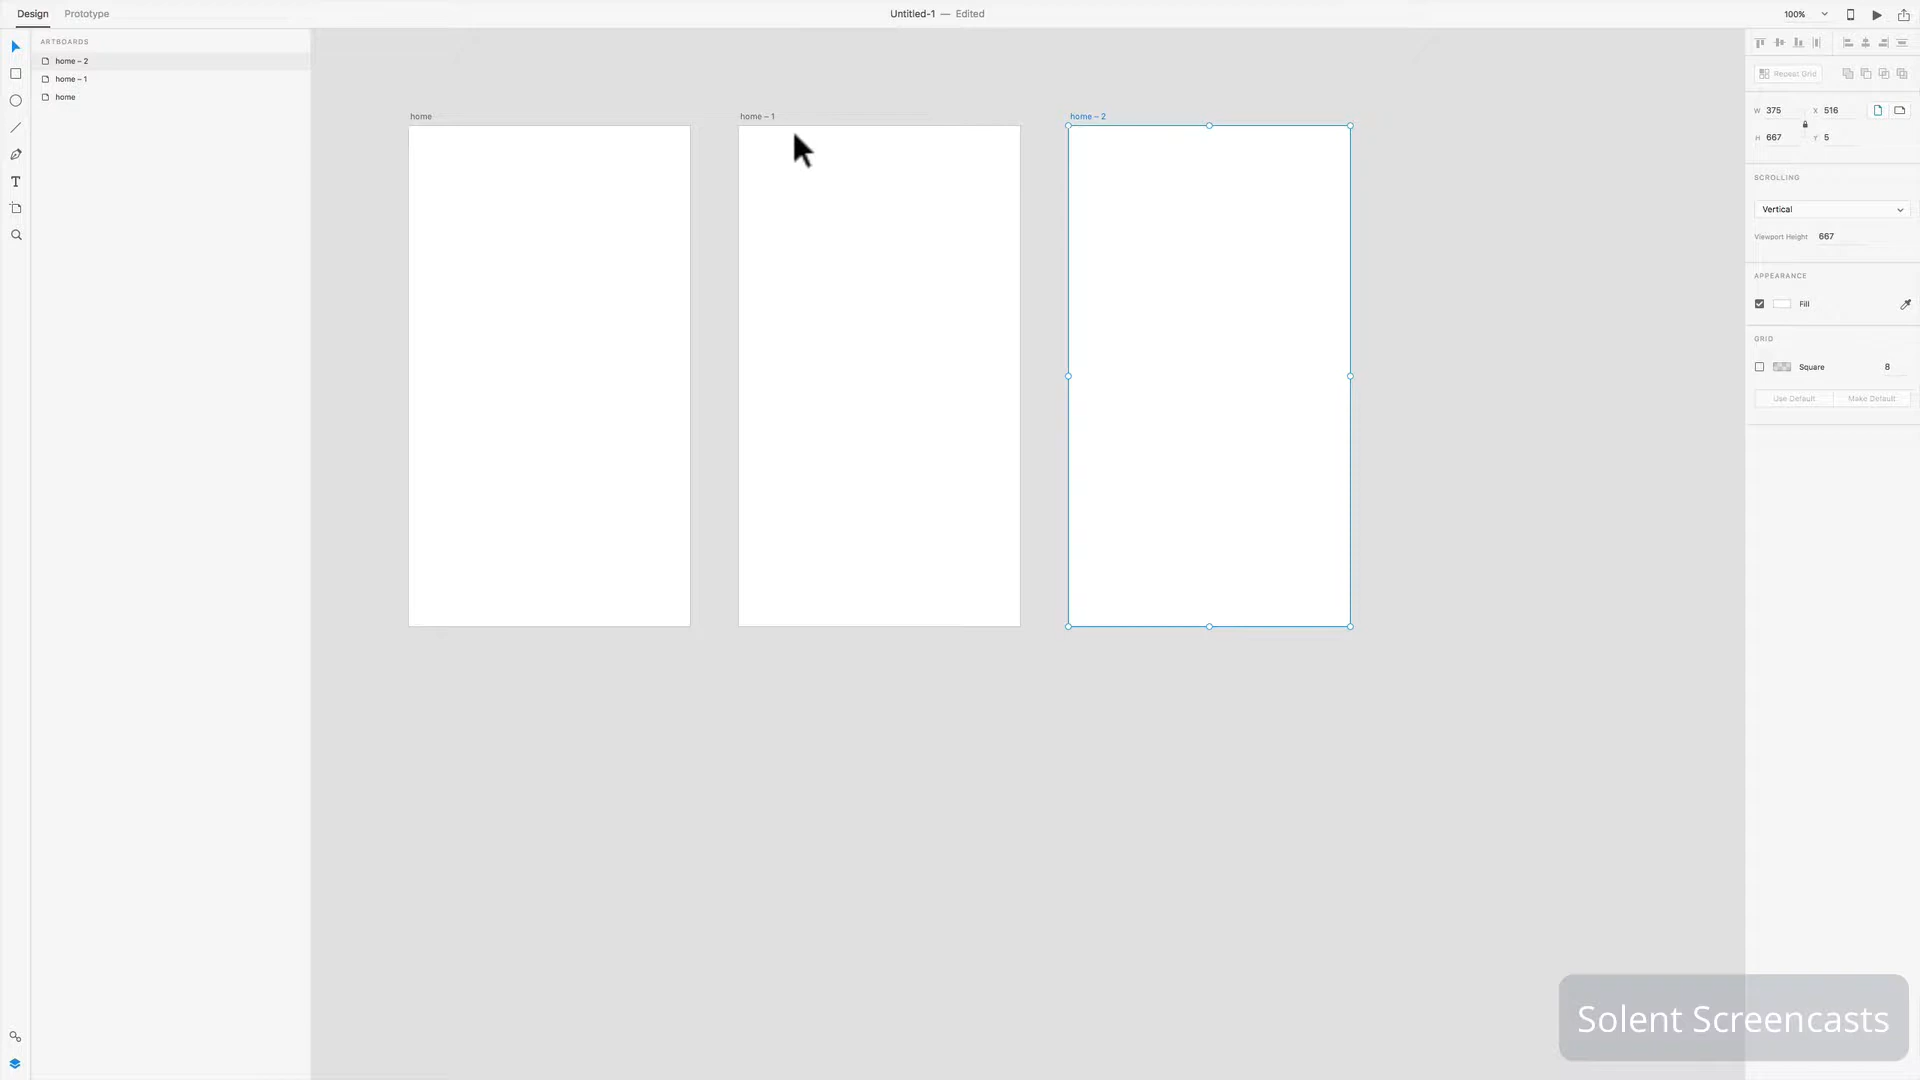 Design Prototype
Untitled-1 — Edited
100%
ARTBOARDS
home – 2
home – 1
home
home
home – 1
home – 2
Repeat Grid
W 375 X 516
H 667 Y 5
SCROLLING
Vertical
Viewport Height 667
APPEARANCE
Fill
GRID
Square 8
Use Default Make Default
T
Solent Screencasts